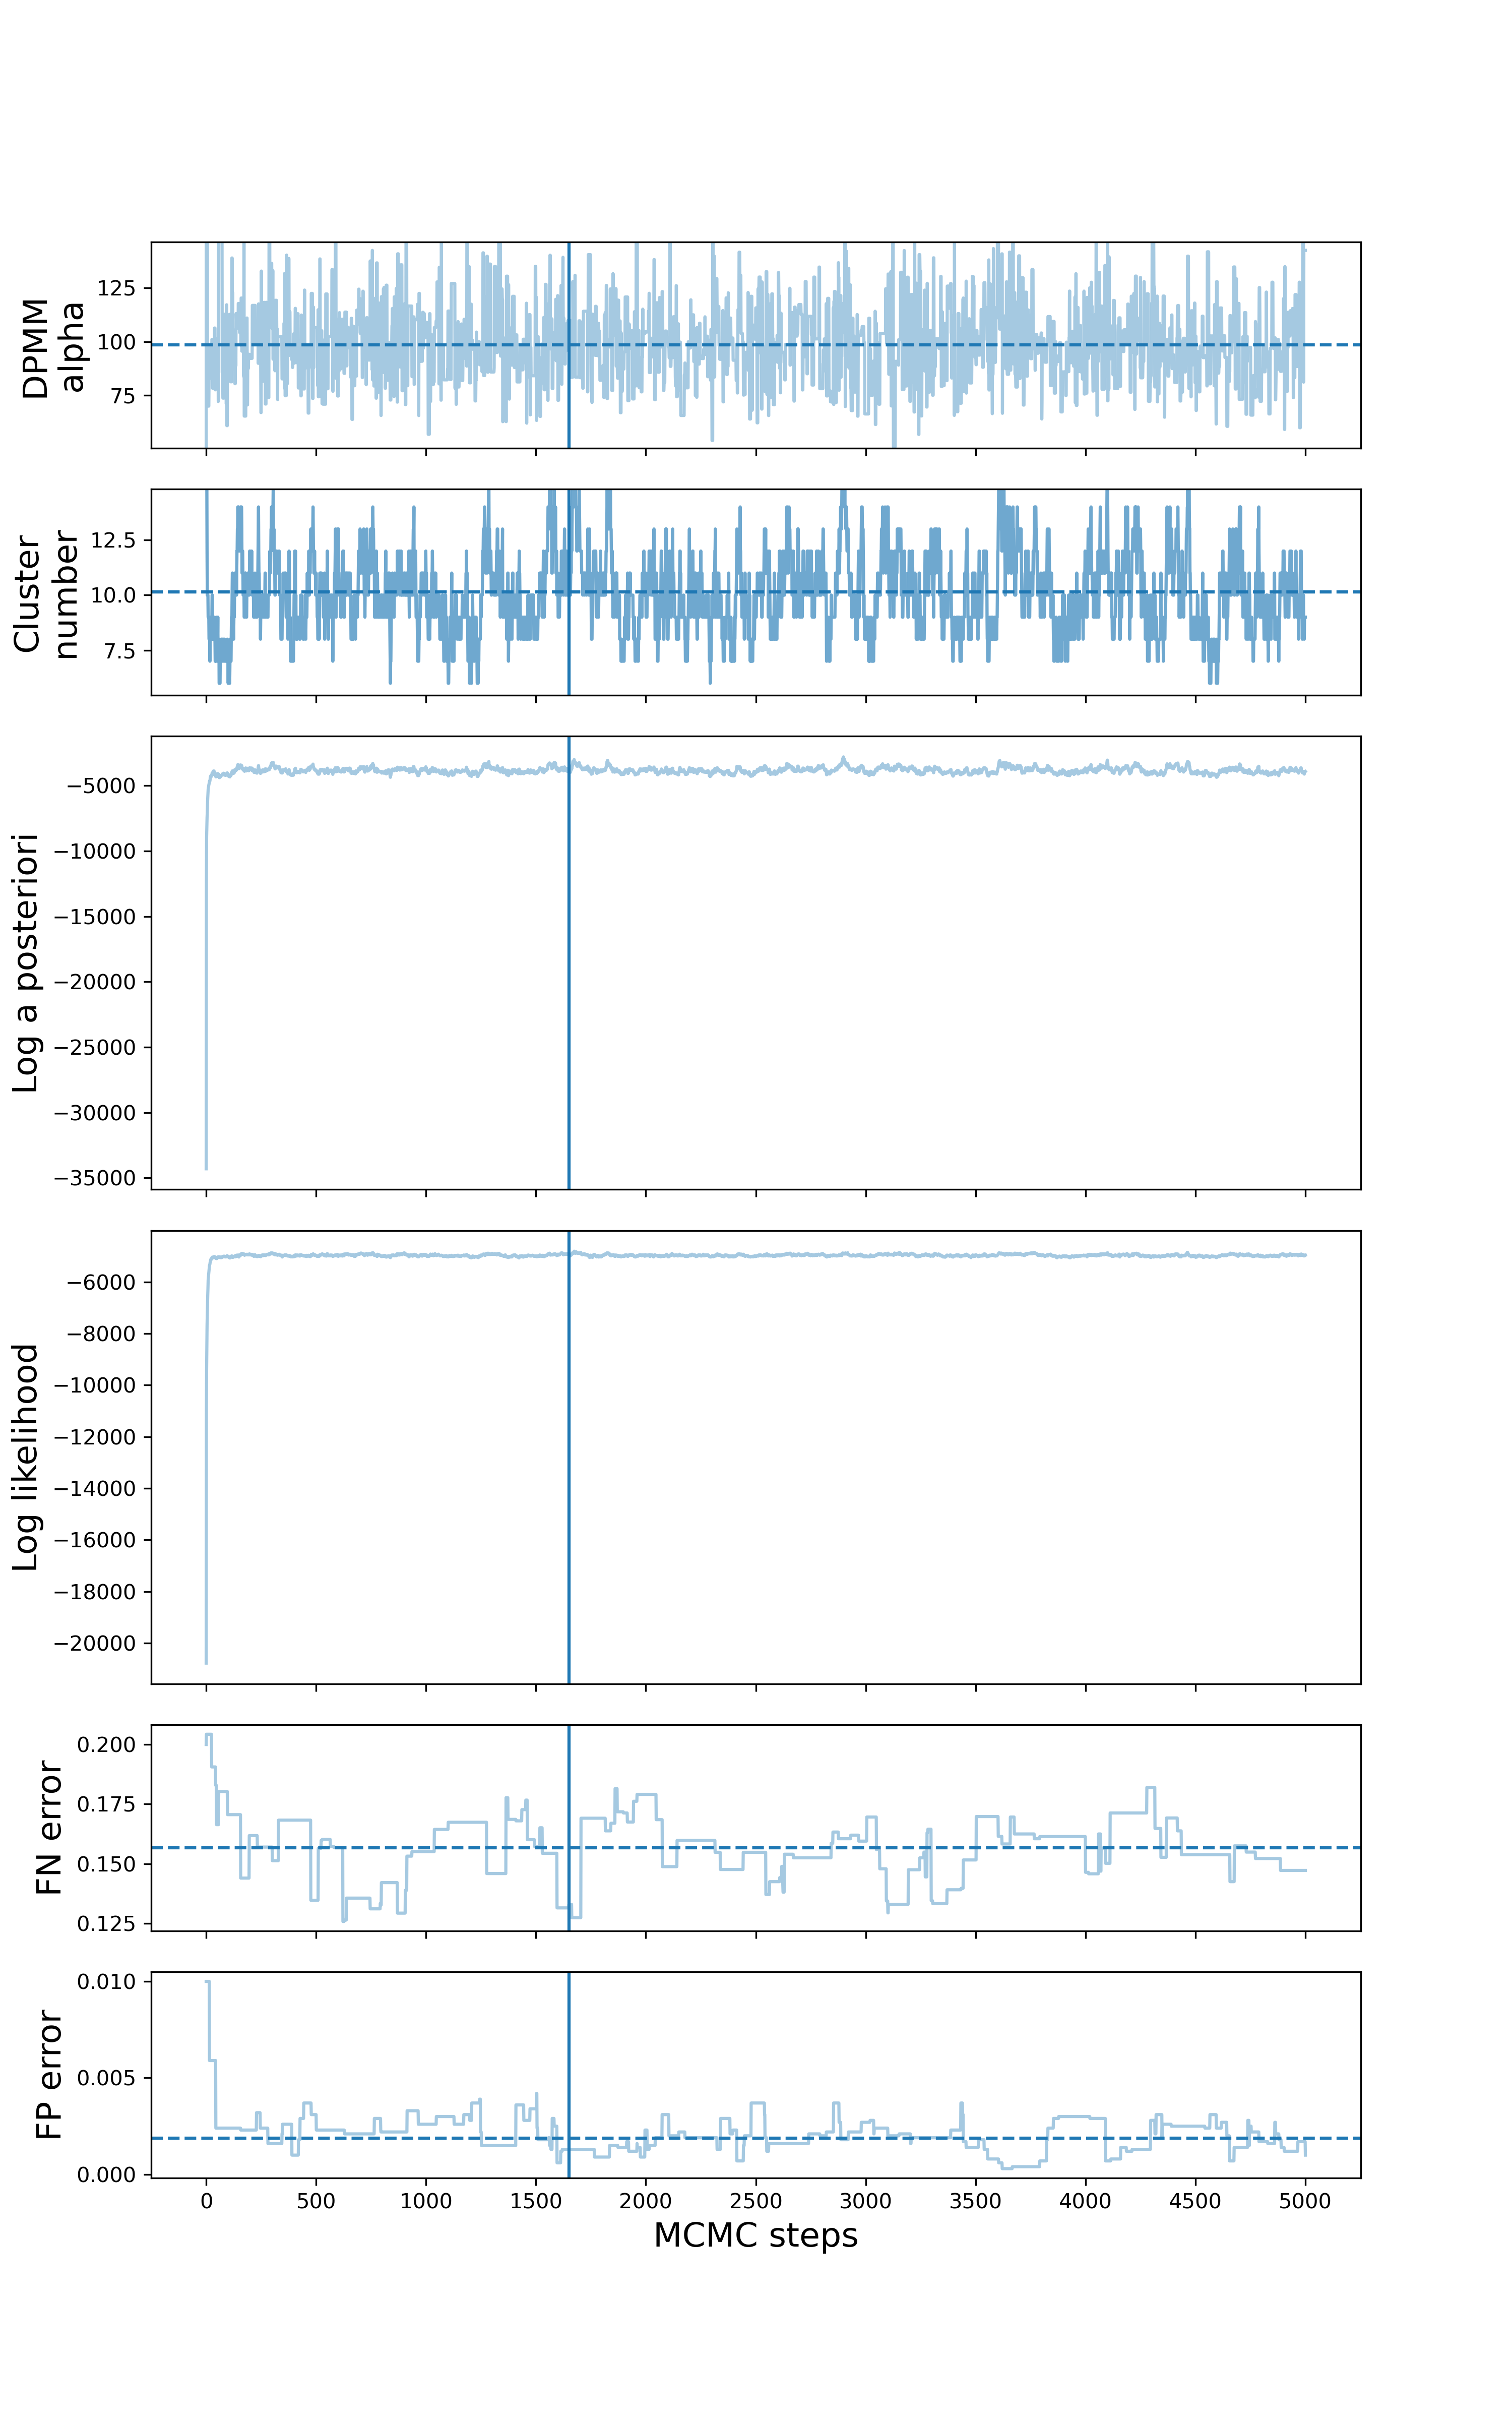 DPMM
alpha
125
100
75
Cluster
number
12.5
10.0
7.5
Log a posteriori
−5000
−10000
−15000
−20000
−25000
−30000
−35000
Log likelihood
−6000
−8000
−10000
−12000
−14000
−16000
−18000
−20000
FN error
0.200
0.175
0.150
0.125
FP error
0.010
0.005
0.000
0 500 1000 1500 2000 2500 3000 3500 4000 4500 5000
MCMC steps